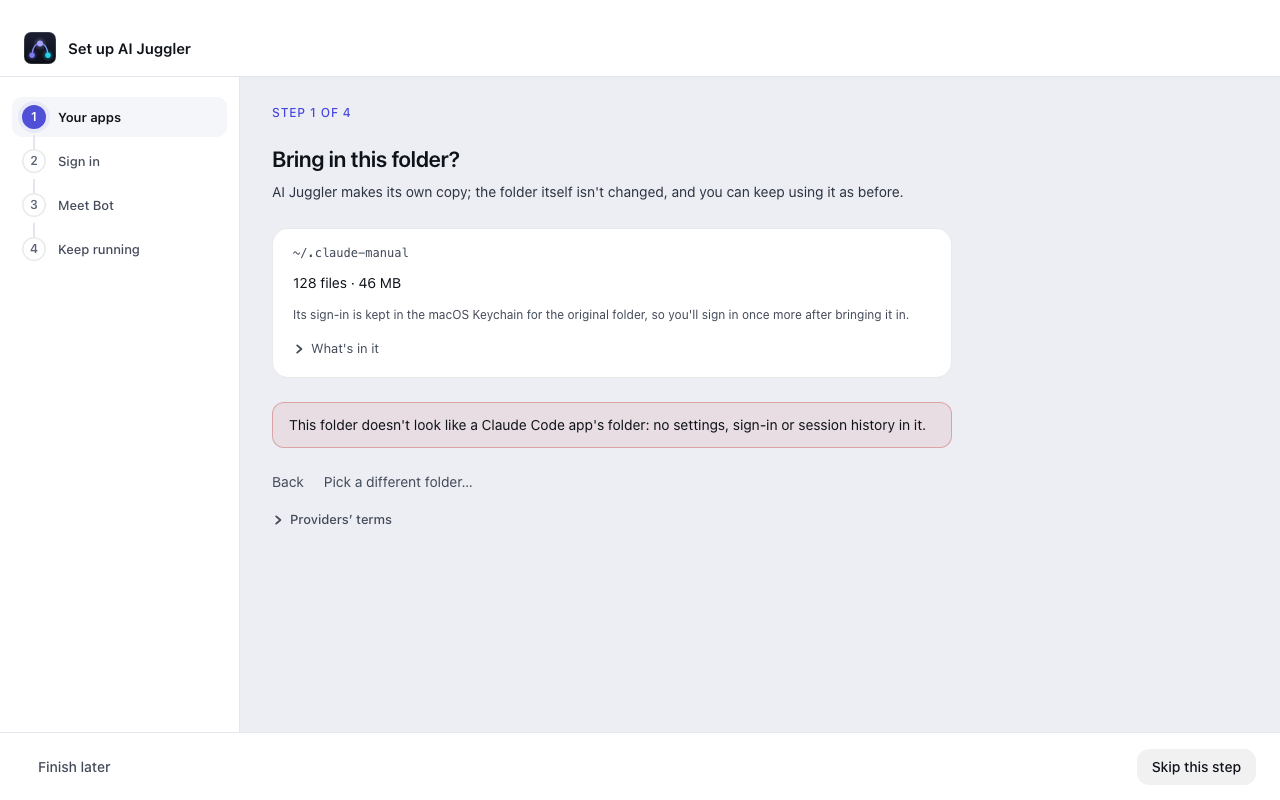 Set up AI Juggler
1 Your apps
2 Sign in
3 Meet Bot
4 Keep running
STEP 1 OF 4
Bring in this folder?
AI Juggler makes its own copy; the folder itself isn't changed, and you can keep using it as before.
~/.claude-manual
128 files · 46 MB
Its sign-in is kept in the macOS Keychain for the original folder, so you'll sign in once more after bringing it in.
What's in it
This folder doesn't look like a Claude Code app's folder: no settings, sign-in or session history in it.
Back Pick a different folder…
Providers’ terms
Finish later
Skip this step